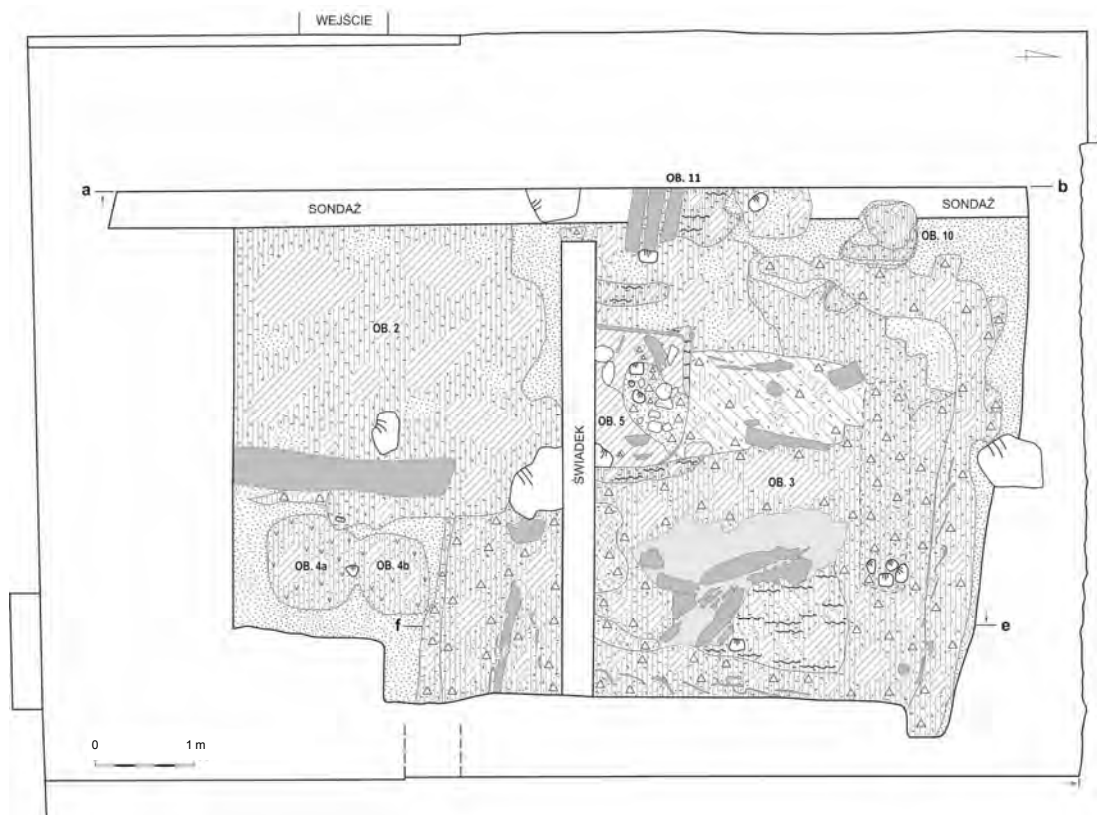 WEJŚCIE
OB. 11
a
b
SONDAŻ
SONDAŻ
OB. 10
OB. 2
OB. 5
ŚWIADEK
OB. 3
OB. 4a
OB. 4b
f
e
0
1 m